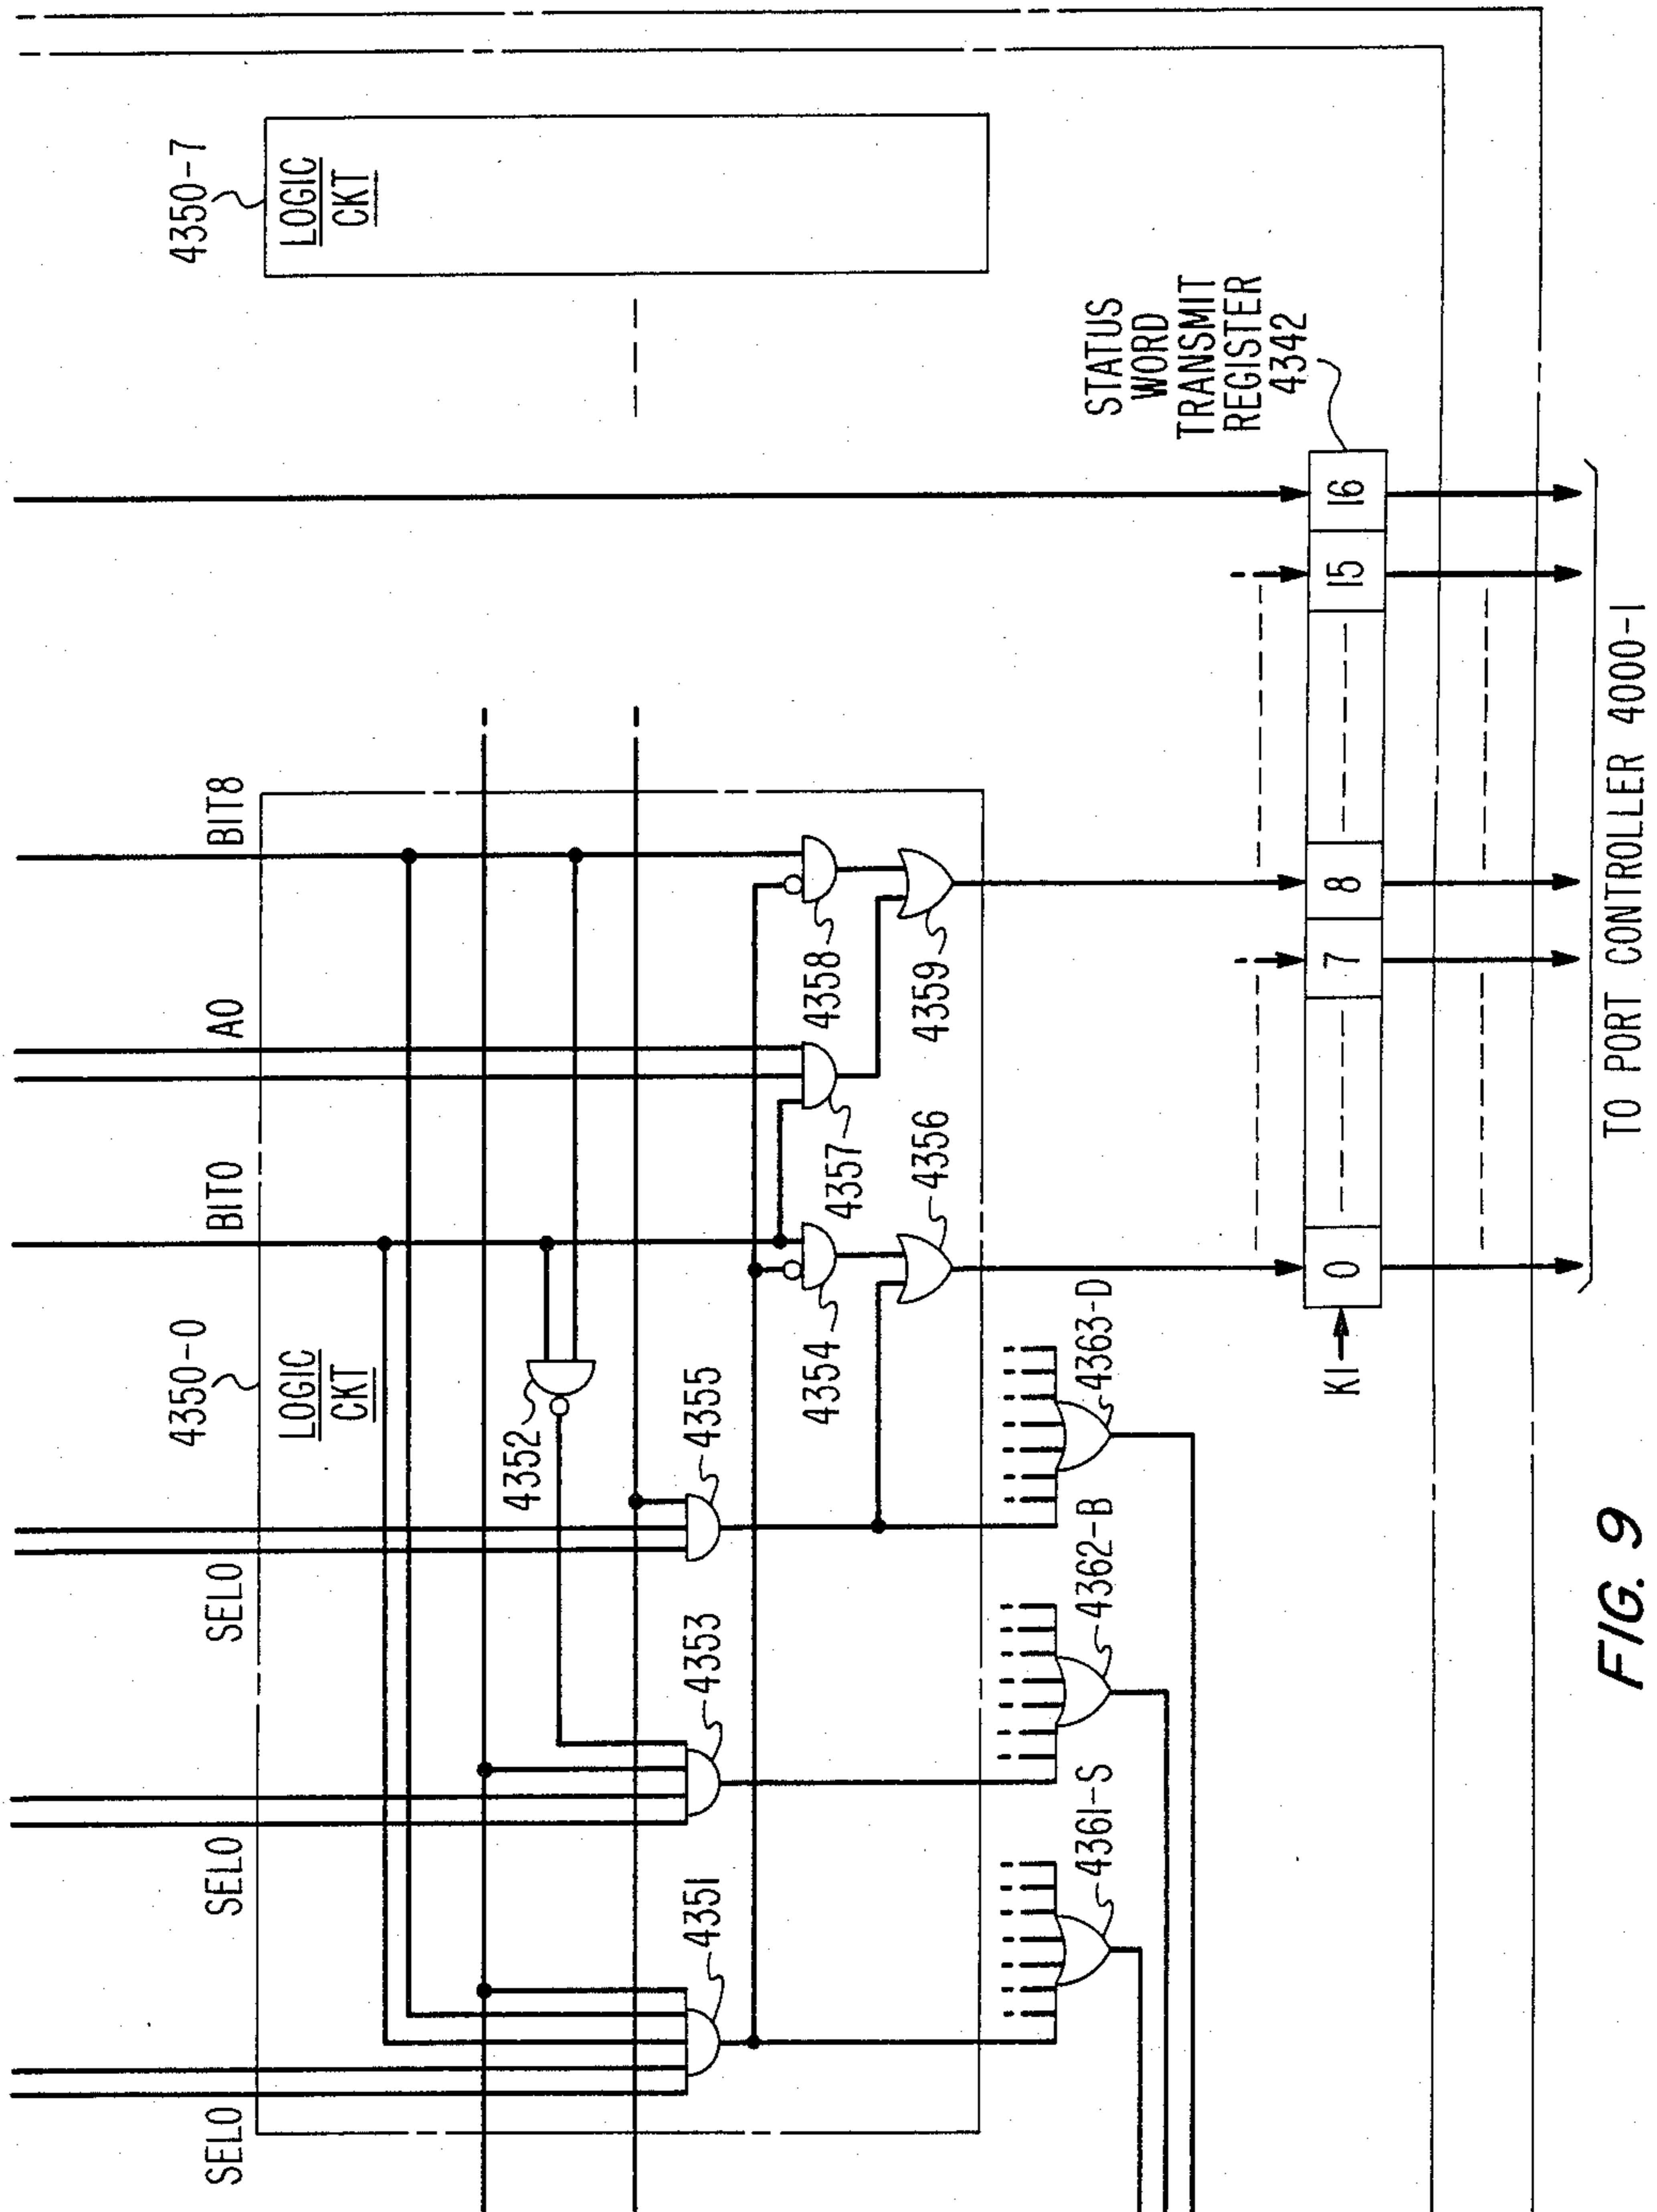 4350-7
LOGIC
CKT
BIT8
A0
BIT0
4350-0
LOGIC
CKT
SEL0
SEL0
SEL0
4352
4355
4353
4351
4358
4357
4354
4359
4356
STATUS
WORD
TRANSMIT
REGISTER
4342
4363-D
4362-B
4361-S
K1
0
7
8
15
16
TO PORT CONTROLLER 4000-1
FIG. 9